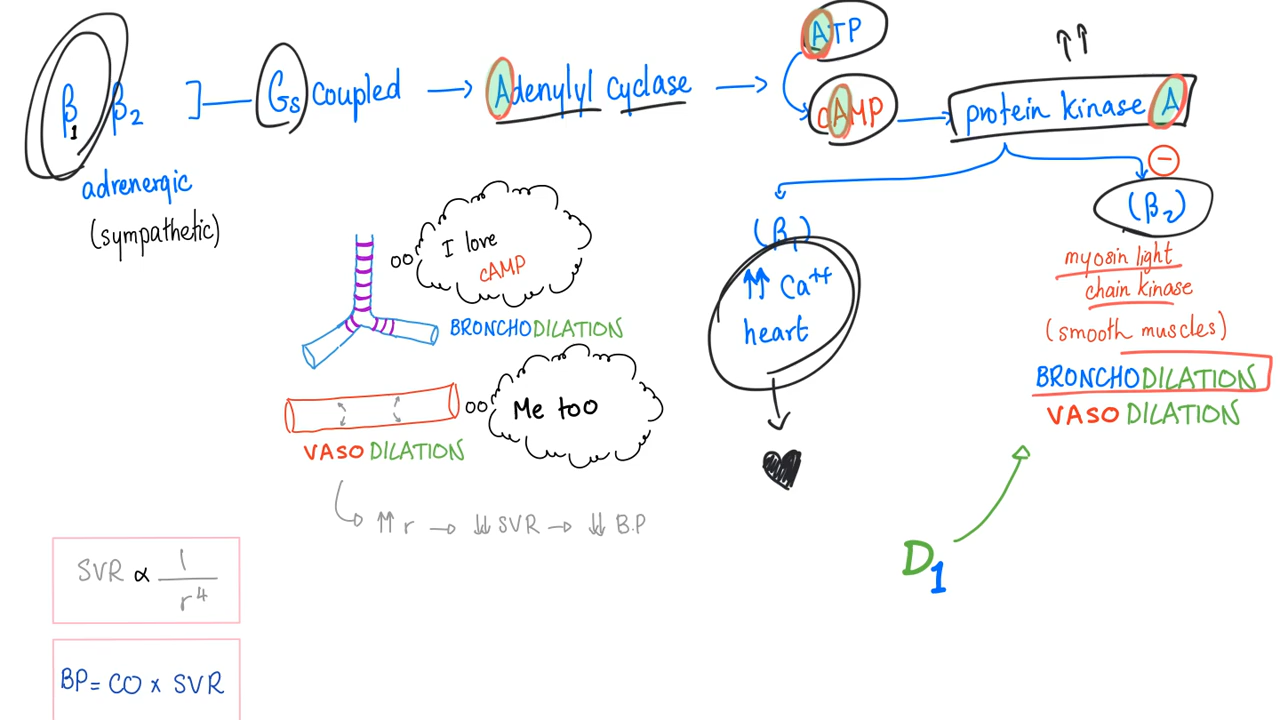 β1 β2 ] Gs Coupled → Adenylyl cyclase → ATP
cAMP → protein kinase A
↑↑
adrenergic
(sympathetic)
I love
cAMP
BRONCHODILATION
Me too
VASODILATION
↑↑ r → ↓↓ SVR → ↓↓ B.P
(β1)
↑↑ Ca++
heart
−
(β2)
myosin light
chain kinase
(smooth muscles)
BRONCHODILATION
VASODILATION
D1
SVR ∝ 1/r⁴
BP = CO × SVR